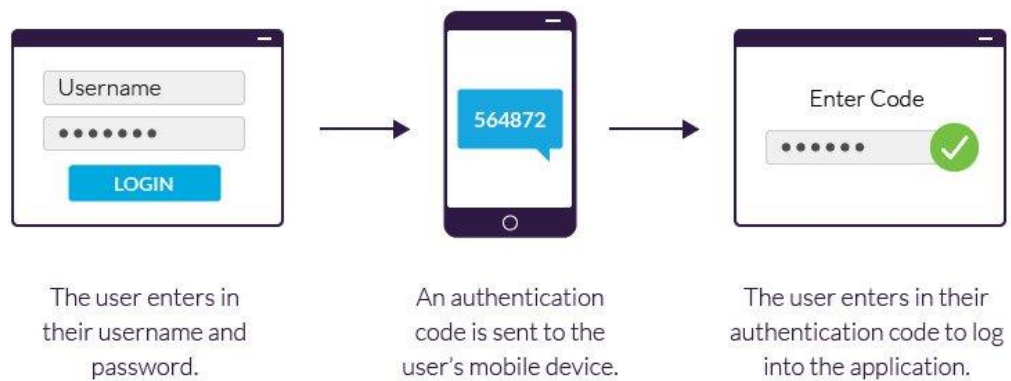 Username
LOGIN
564872
Enter Code
The user enters in
their username and
password.
An authentication
code is sent to the
user's mobile device.
The user enters in their
authentication code to log
into the application.